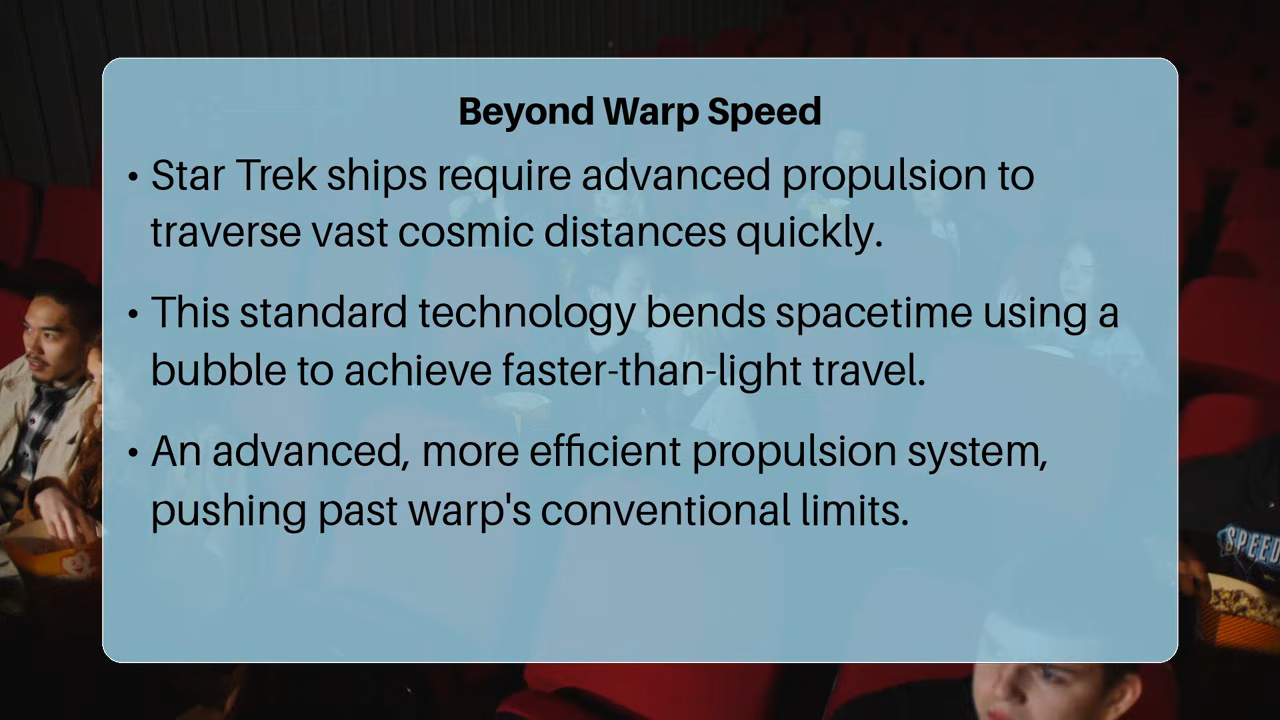 Beyond Warp Speed
• Star Trek ships require advanced propulsion to
traverse vast cosmic distances quickly.
• This standard technology bends spacetime using a
bubble to achieve faster-than-light travel.
• An advanced, more efficient propulsion system,
pushing past warp's conventional limits.
SPEED